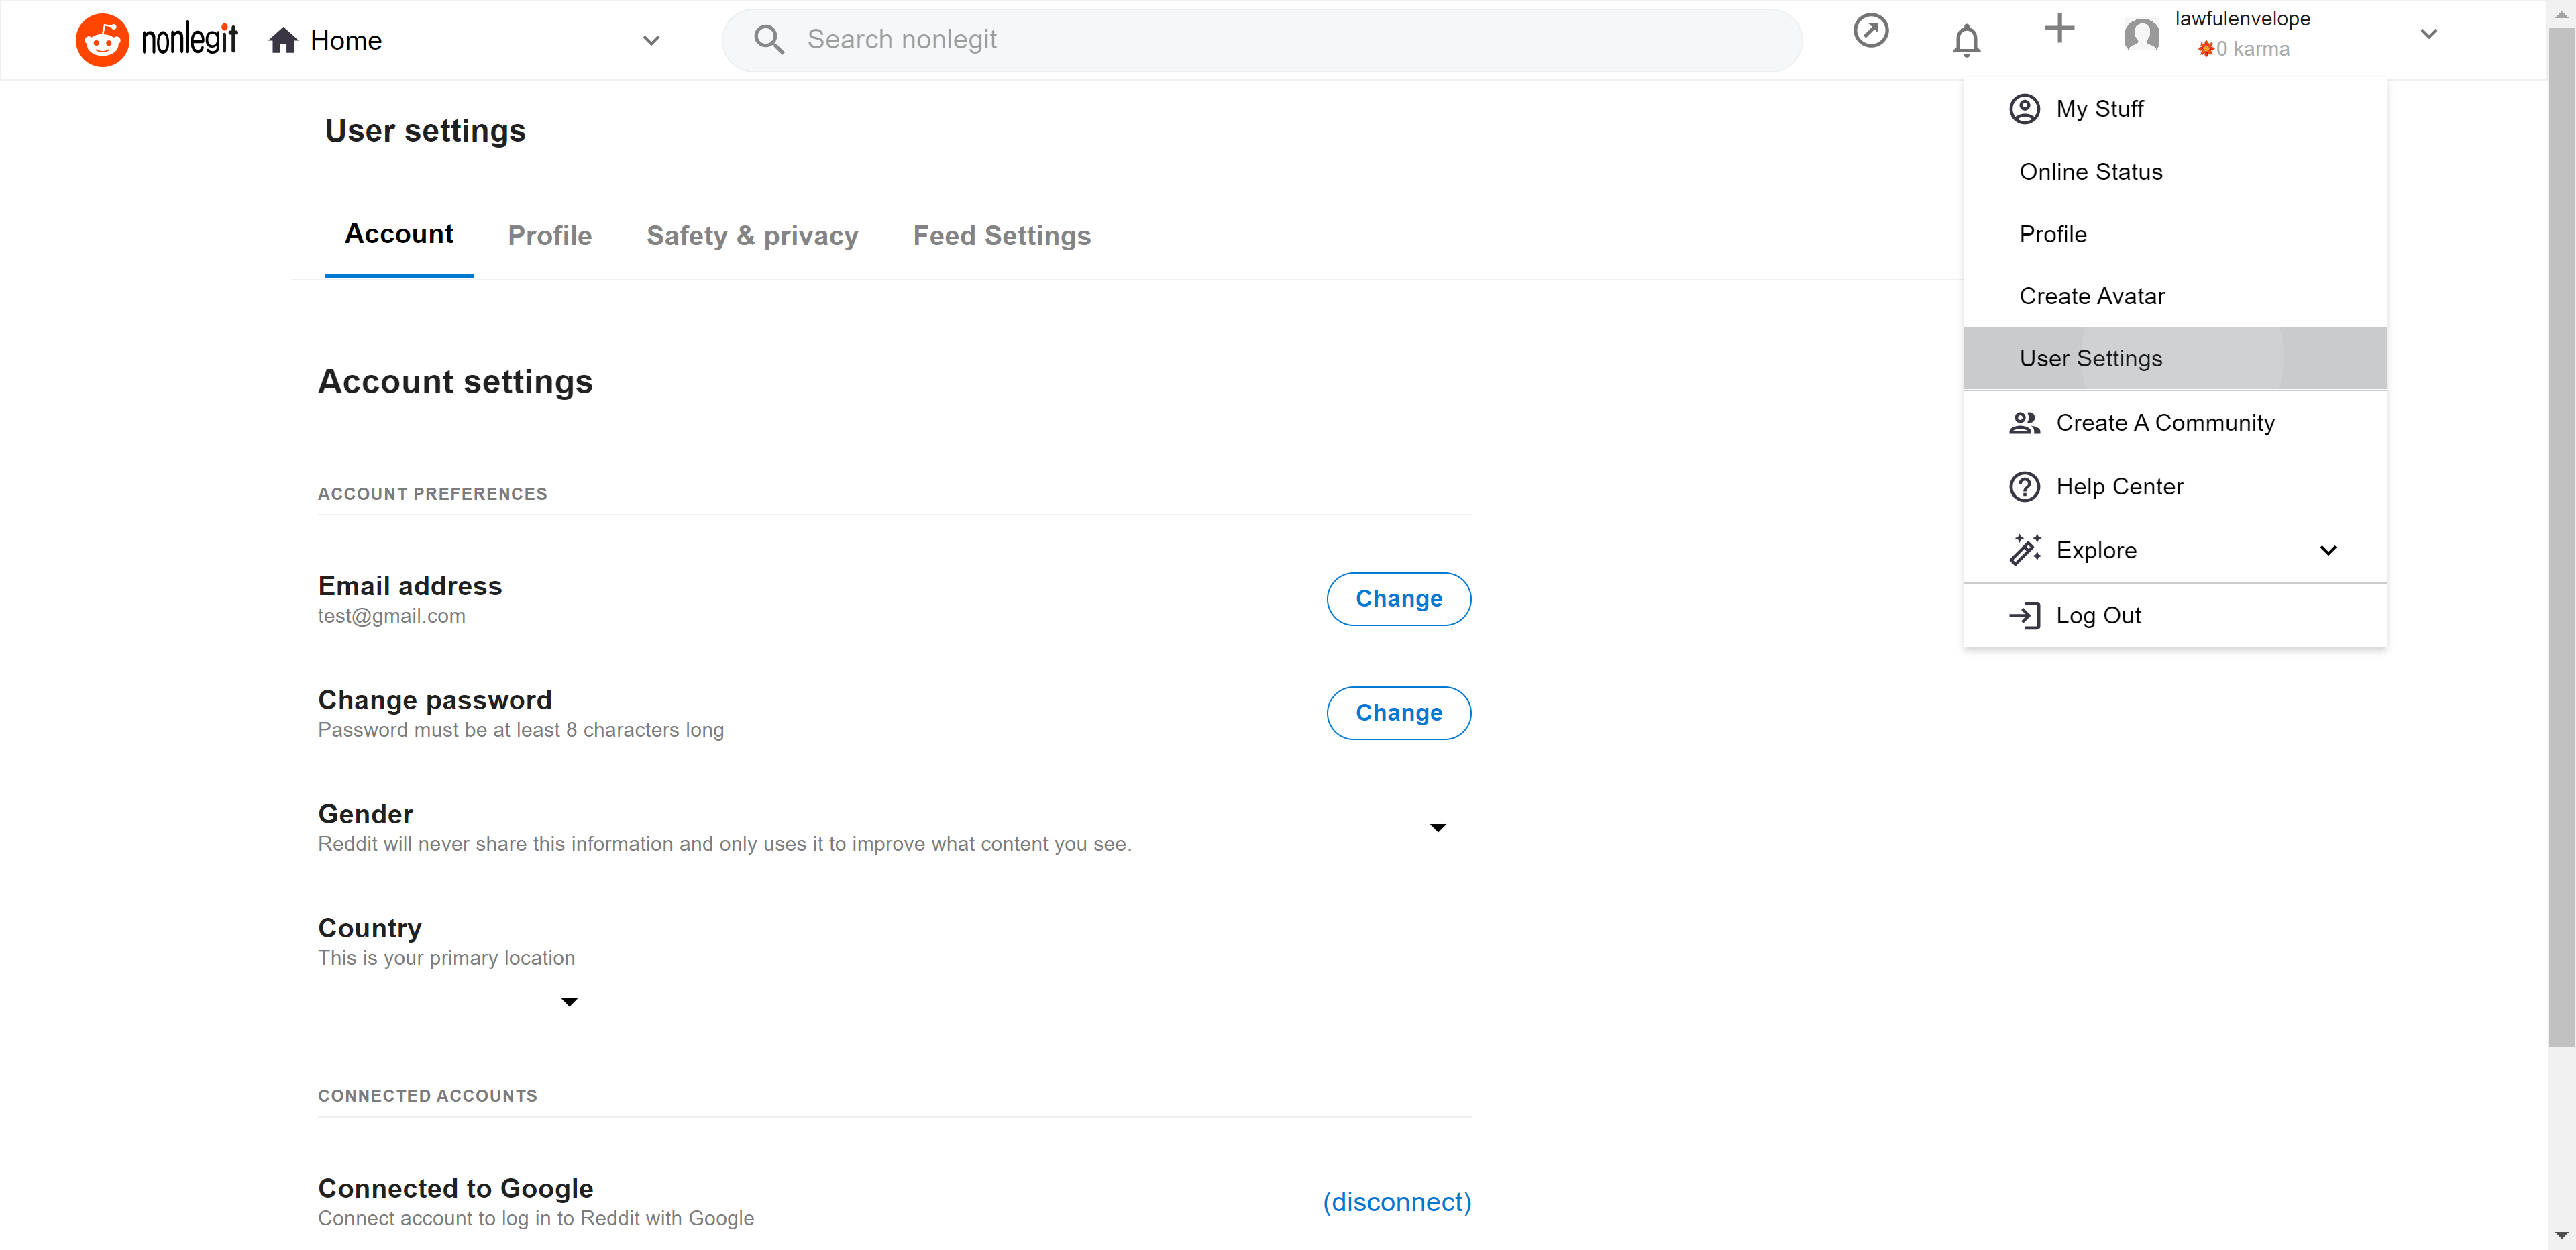 nonlegit
Home
Search nonlegit
lawfulenvelope
0 karma
User settings
Account
Profile
Safety & privacy
Feed Settings
Account settings
ACCOUNT PREFERENCES
Email address
test@gmail.com
Change
Change password
Password must be at least 8 characters long
Change
Gender
Reddit will never share this information and only uses it to improve what content you see.
Country
This is your primary location
CONNECTED ACCOUNTS
Connected to Google
Connect account to log in to Reddit with Google
(disconnect)
My Stuff
Online Status
Profile
Create Avatar
User Settings
Create A Community
Help Center
Explore
Log Out